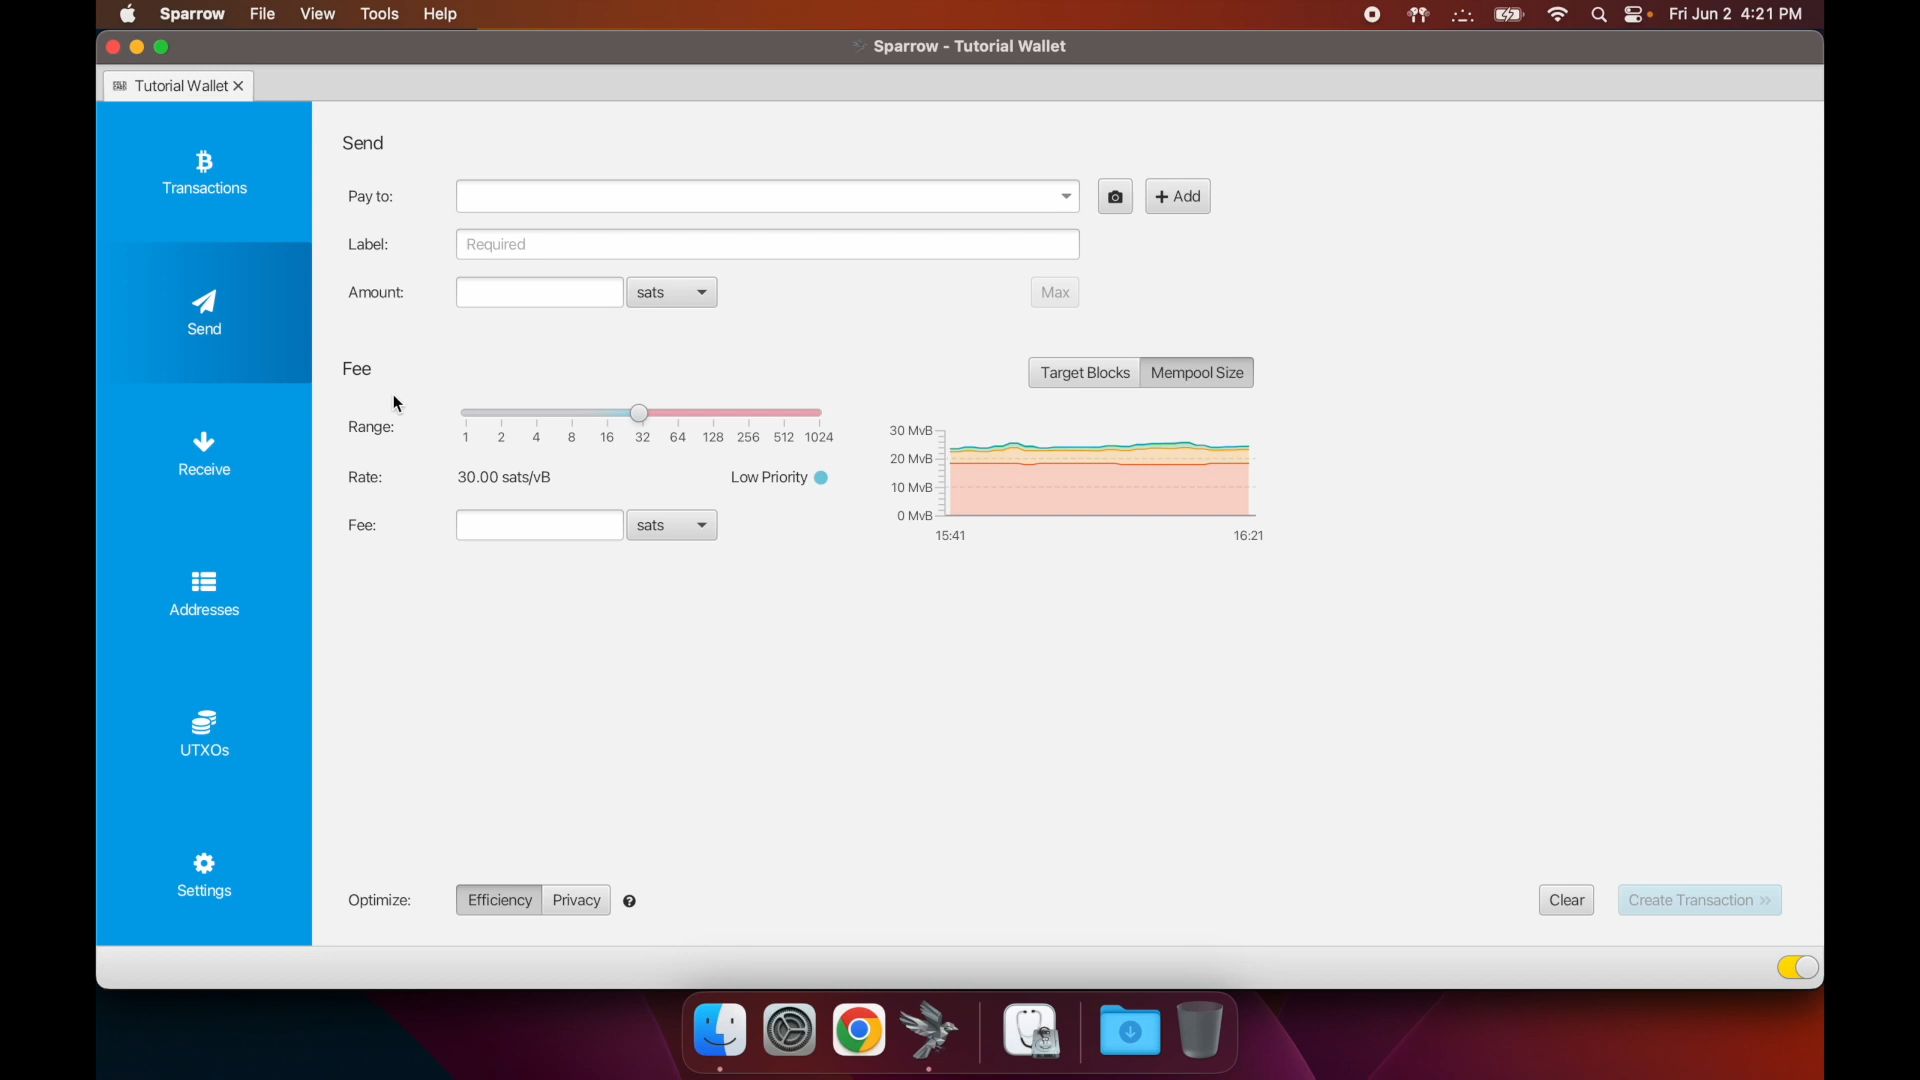 Sparrow File View Tools Help Fri Jun 2 4:21 PM
Sparrow - Tutorial Wallet
Tutorial Wallet
Transactions
Send
Receive
Addresses
UTXOs
Settings
Send
Pay to:
+ Add
Label: Required
Amount: sats Max
Fee
Target Blocks Mempool Size
Range:
1 2 4 8 16 32 64 128 256 512 1024
Rate: 30.00 sats/vB Low Priority
Fee: sats
30 MvB
20 MvB
10 MvB
0 MvB
15:41 16:21
Optimize: Efficiency Privacy ?
Clear Create Transaction »